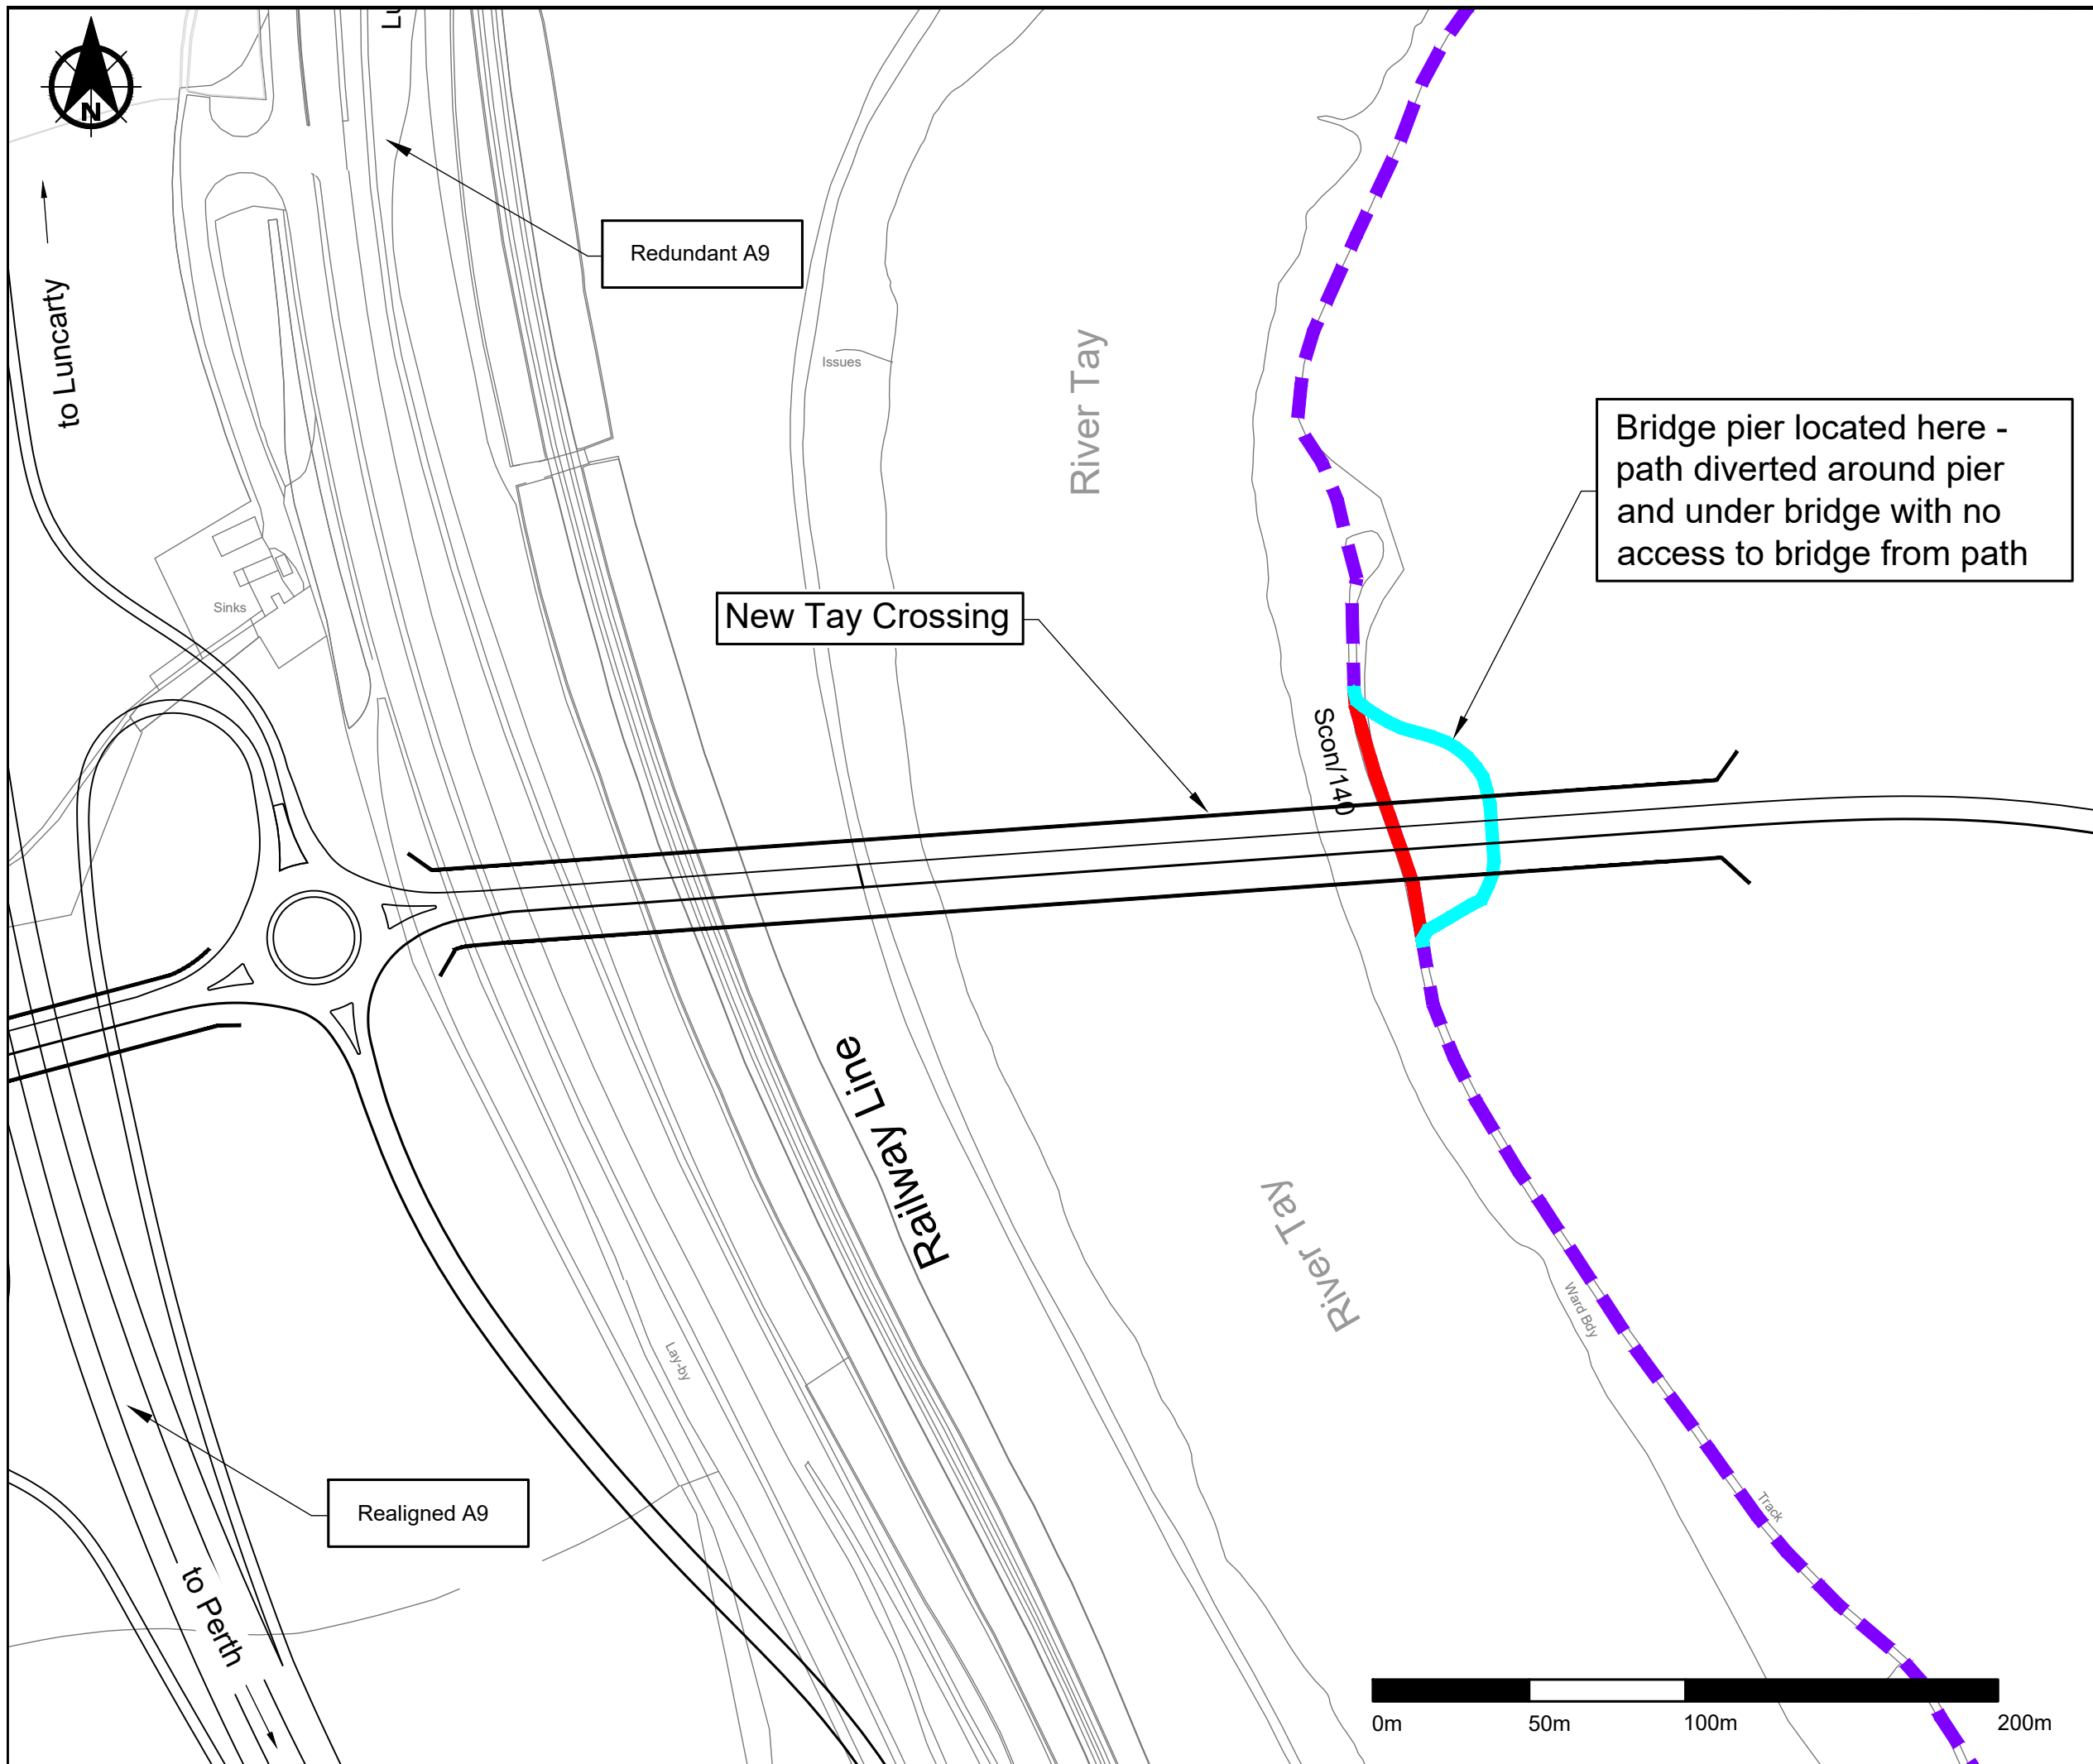 N
Lu
Redundant A9
to Luncarty
Issues
River Tay
Bridge pier located here -
path diverted around pier
and under bridge with no
access to bridge from path
Sinks
New Tay Crossing
Scon/140
Railway Line
River Tay
Ward Bdy
Lay-by
Realigned A9
Track
to Perth
0m
50m
100m
200m